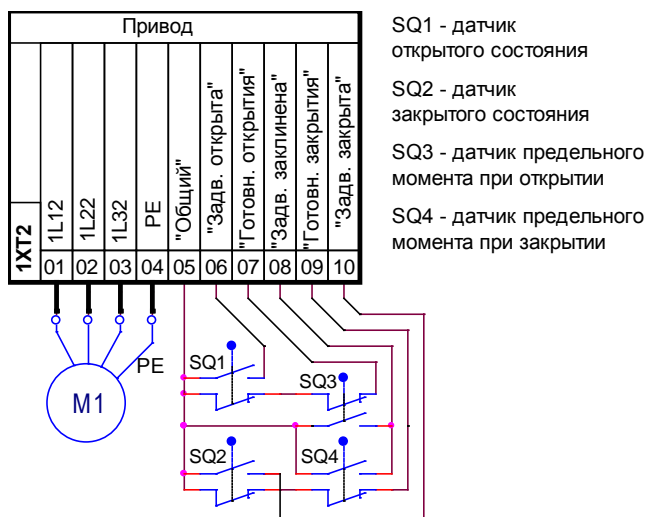 Привод
1XT2
1L12
1L22
1L32
PE
"Общий"
"Задв. открыта"
"Готовн. открытия"
"Задв. заклинена"
"Готовн. закрытия"
"Задв. закрыта"
01 02 03 04 05 06 07 08 09 10
SQ1 - датчик
открытого состояния
SQ2 - датчик
закрытого состояния
SQ3 - датчик предельного
момента при открытии
SQ4 - датчик предельного
момента при закрытии
PE
M1
SQ1
SQ3
SQ2
SQ4